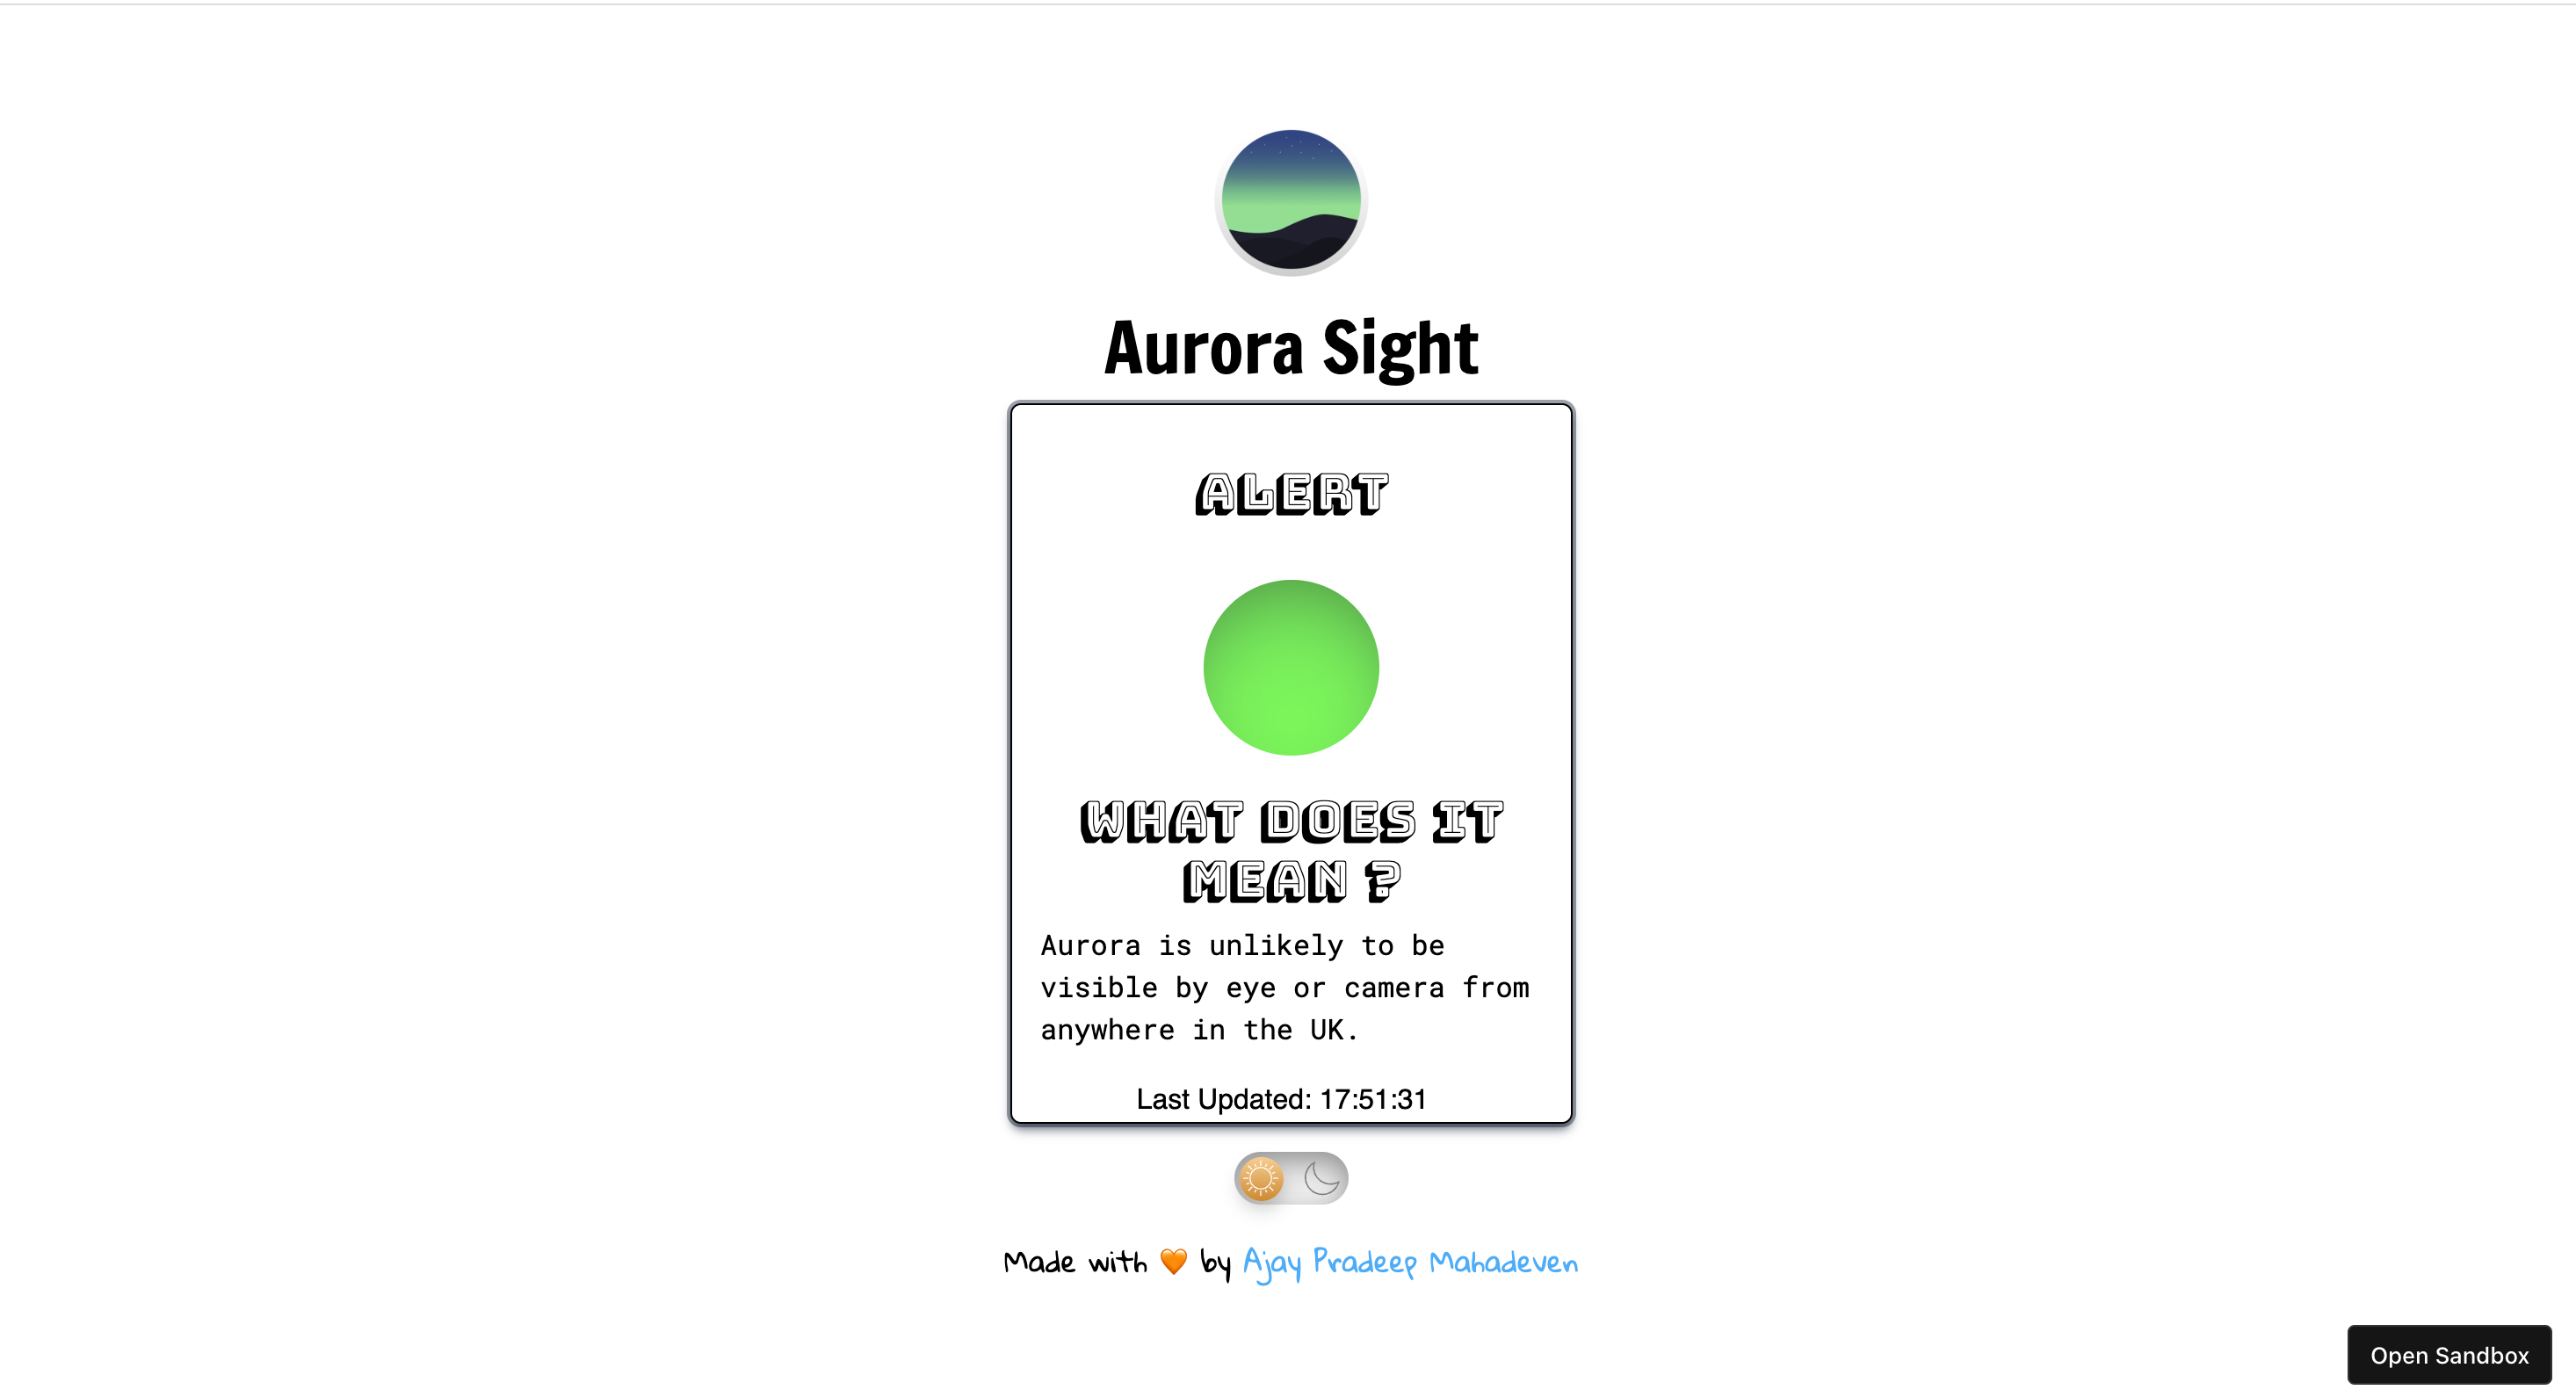 Aurora Sight
ALERT
WHAT DOES IT
MEAN ?
Aurora is unlikely to be
visible by eye or camera from
anywhere in the UK.
Last Updated: 17:51:31
Made with 🧡 by Ajay Pradeep Mahadeven
Open Sandbox